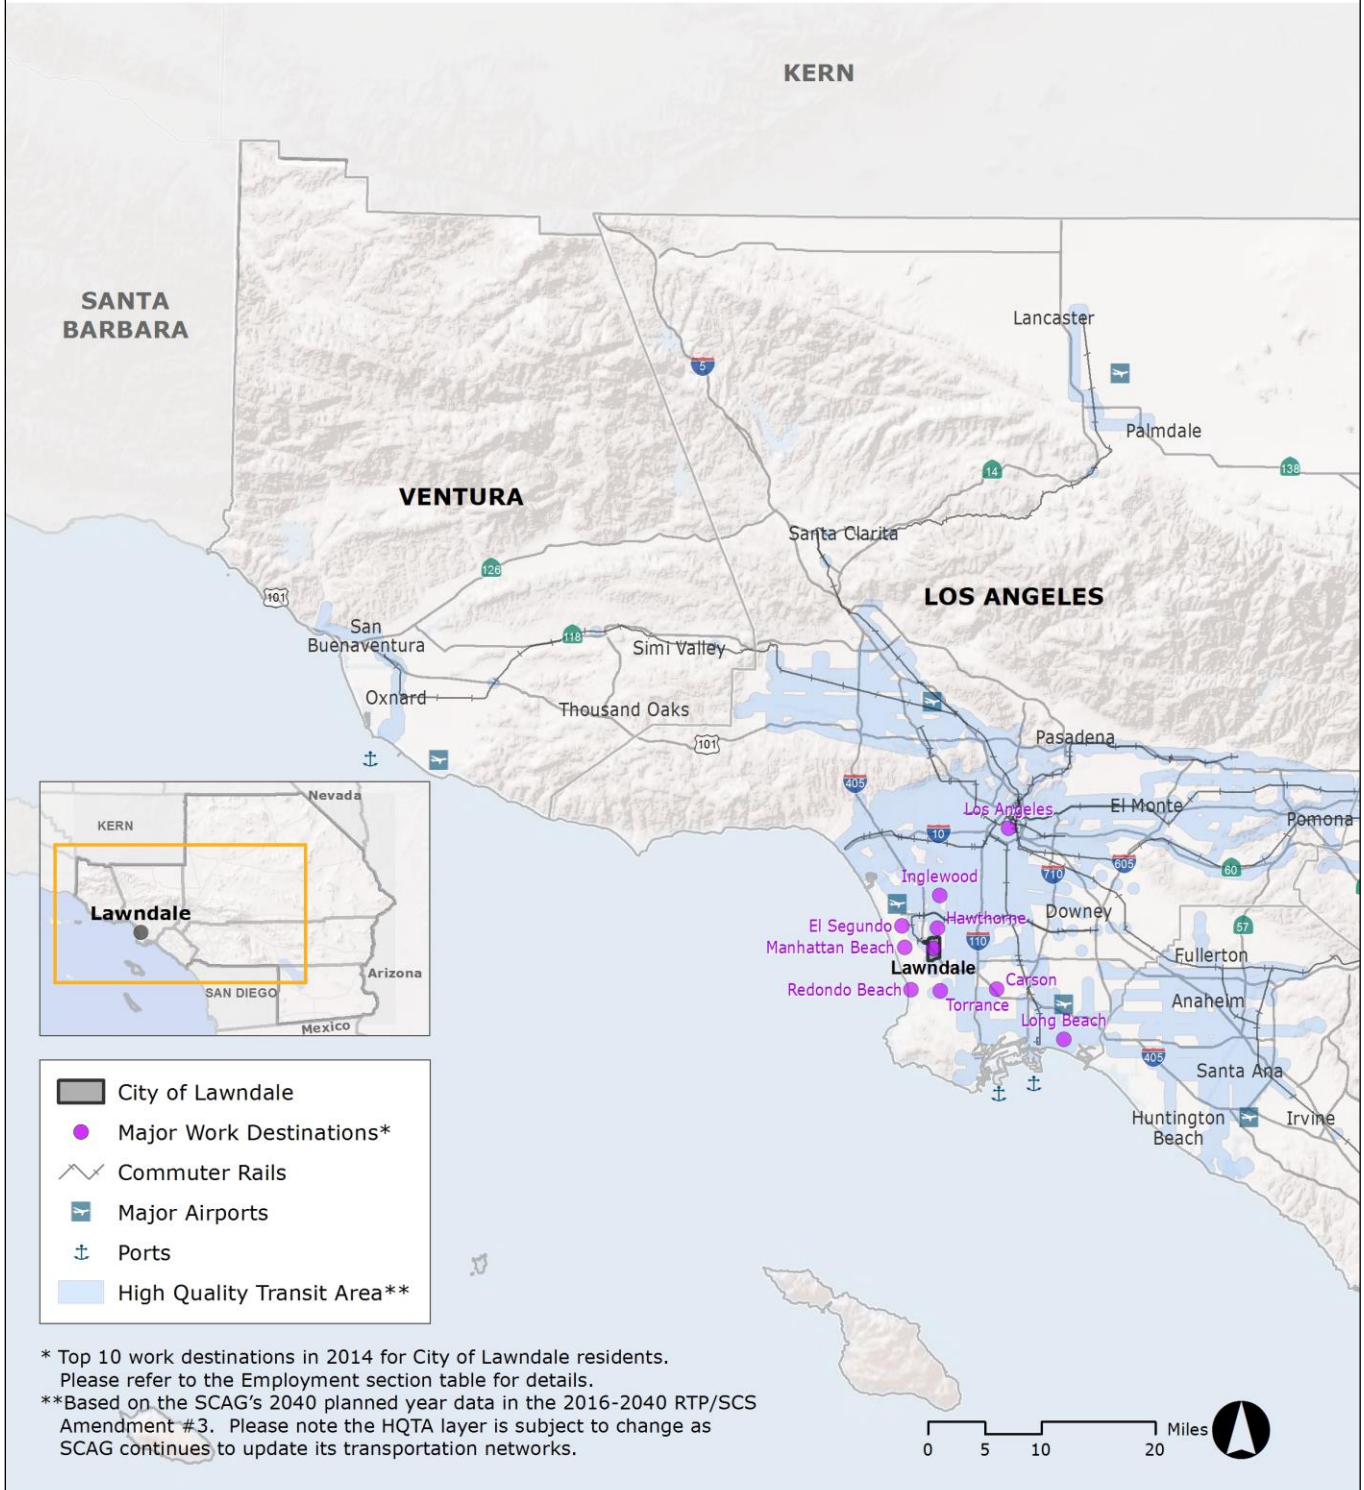 KERN
SANTA
BARBARA
Lancaster
5
Palmdale
14
138
VENTURA
Santa Clarita
126
LOS ANGELES
101
San
Buenaventura
118
Simi Valley
Oxnard
Thousand Oaks
101
Pasadena
405
Los Angeles
El Monte
10
Pomona
605
710
60
Inglewood
Hawthorne
Downey
El Segundo
57
110
Manhattan Beach
Fullerton
Lawndale
Carson
Redondo Beach
Torrance
Anaheim
Long Beach
405
Santa Ana
Huntington
Beach
Irvine
Nevada
KERN
Lawndale
Arizona
SAN DIEGO
Mexico
City of Lawndale
Major Work Destinations*
Commuter Rails
Major Airports
Ports
High Quality Transit Area**
* Top 10 work destinations in 2014 for City of Lawndale residents.
Please refer to the Employment section table for details.
**Based on the SCAG's 2040 planned year data in the 2016-2040 RTP/SCS
Amendment #3. Please note the HQTA layer is subject to change as
SCAG continues to update its transportation networks.
Miles
0 5 10 20